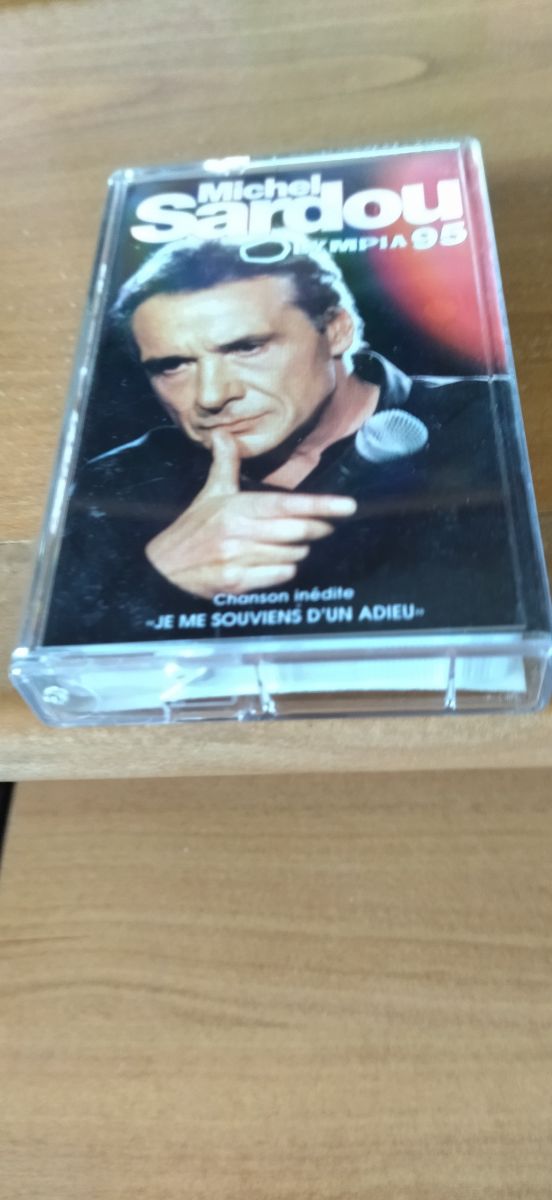 Michel
Sardou
OLYMPIA 95
Chanson inédite
«JE ME SOUVIENS D'UN ADIEU»